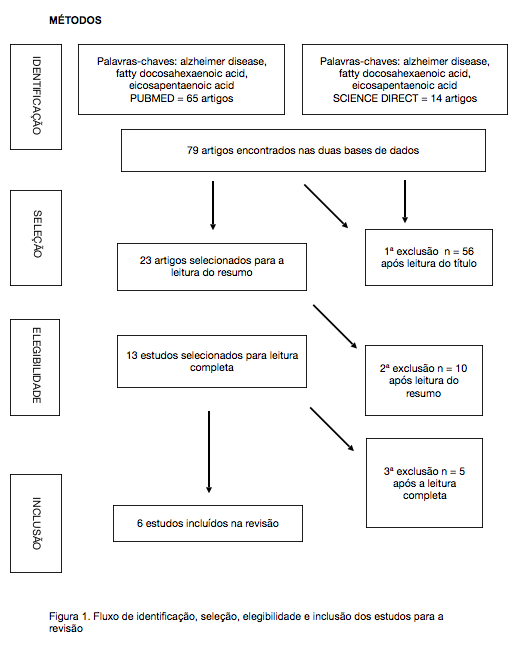 MÉTODOS
IDENTIFICAÇÃO
Palavras-chaves: alzheimer disease,
fatty docosahexaenoic acid,
eicosapentaenoic acid
PUBMED = 65 artigos
Palavras-chaves: alzheimer disease,
fatty docosahexaenoic acid,
eicosapentaenoic acid
SCIENCE DIRECT = 14 artigos
79 artigos encontrados nas duas bases de dados
SELEÇÃO
23 artigos selecionados para a
leitura do resumo
1ª exclusão n = 56
após leitura do título
ELEGIBILIDADE
13 estudos selecionados para leitura
completa
2ª exclusão n = 10
após leitura do
resumo
3ª exclusão n = 5
após a leitura
completa
INCLUSÃO
6 estudos incluídos na revisão
Figura 1. Fluxo de identificação, seleção, elegibilidade e inclusão dos estudos para a
revisão